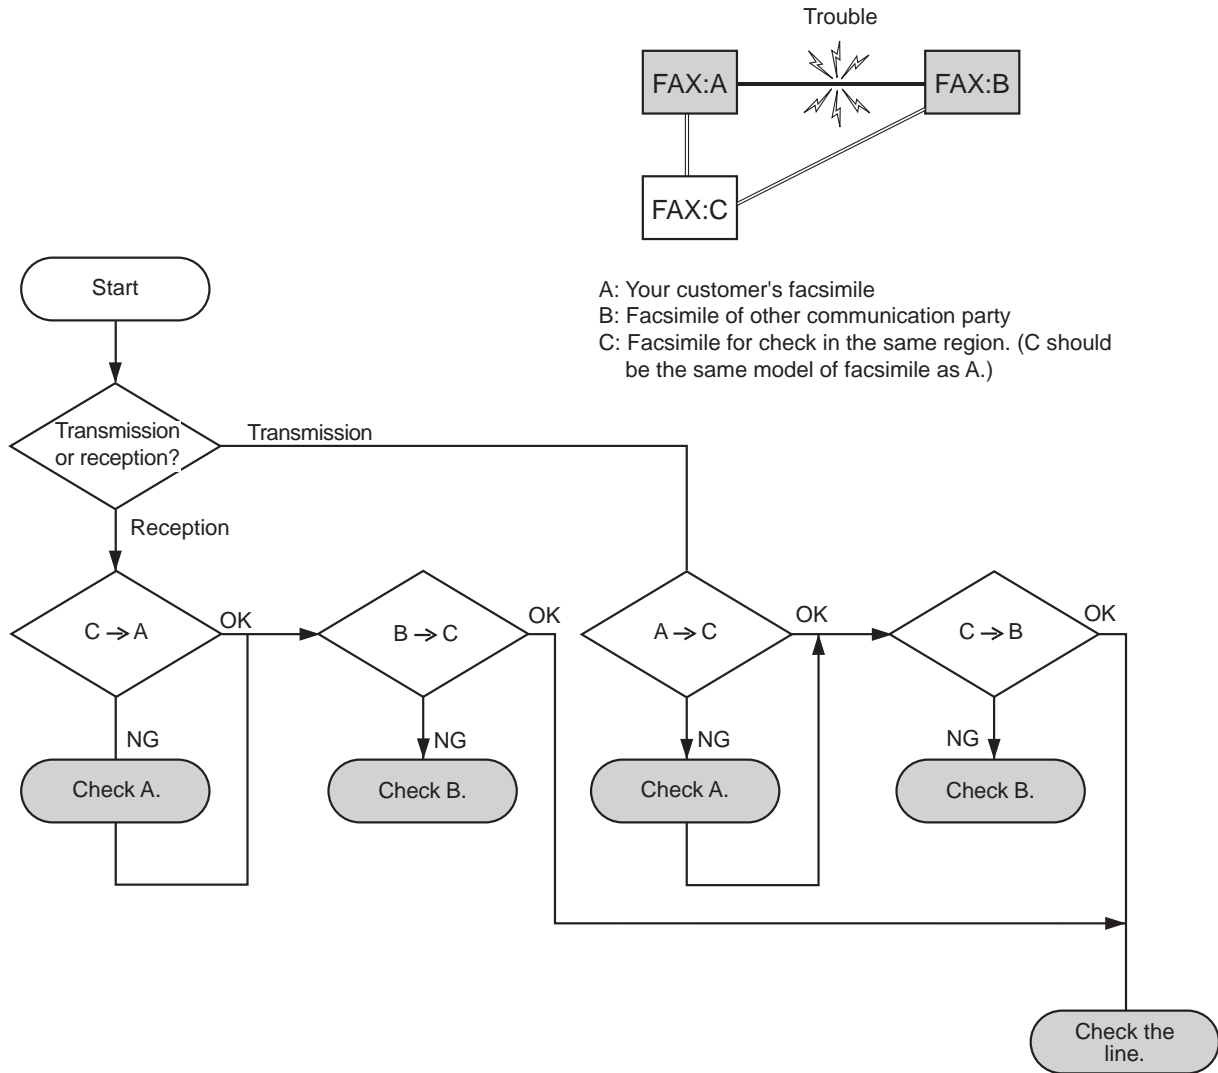 Trouble
FAX:A
FAX:B
FAX:C
A: Your customer's facsimile
B: Facsimile of other communication party
C: Facsimile for check in the same region. (C should
be the same model of facsimile as A.)
Start
Transmission
or reception?
Transmission
Reception
C → A
OK
B → C
OK
A → C
OK
C → B
OK
NG
NG
NG
NG
Check A.
Check B.
Check A.
Check B.
Check the
line.